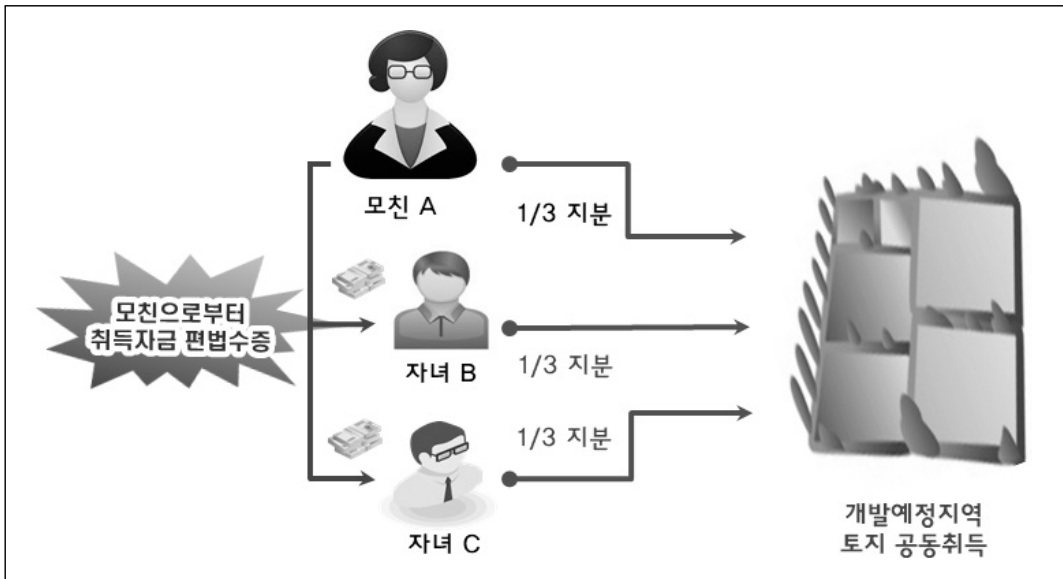 모친 A
1/3 지분
모친으로부터
취득자금 편법수증
자녀 B
1/3 지분
1/3 지분
자녀 C
개발예정지역
토지 공동취득